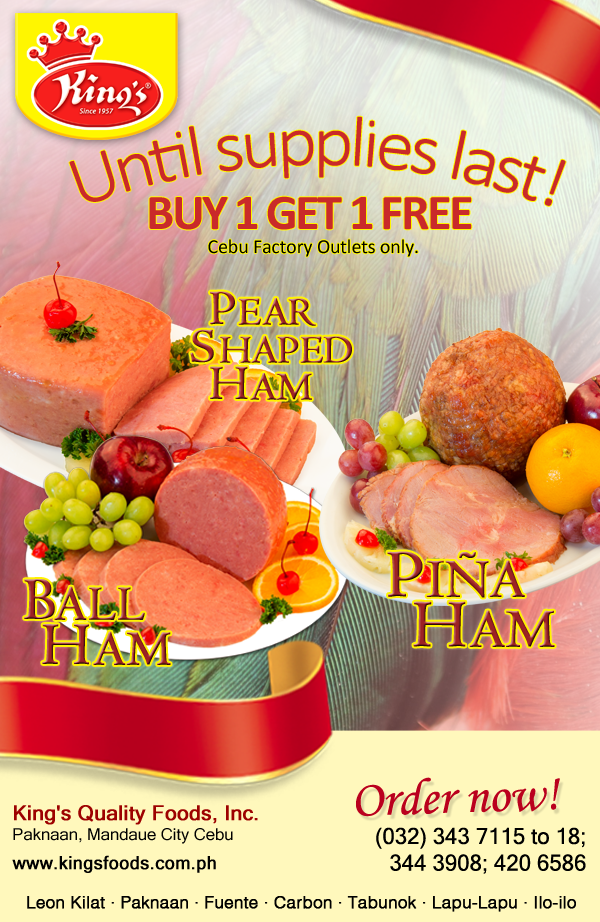 King's®
Since 1957
Until supplies last!
BUY 1 GET 1 FREE
Cebu Factory Outlets only.
PEAR
SHAPED
HAM
BALL
HAM
PIÑA
HAM
King's Quality Foods, Inc.
Paknaan, Mandaue City Cebu
www.kingsfoods.com.ph
Order now!
(032) 343 7115 to 18;
344 3908; 420 6586
Leon Kilat · Paknaan · Fuente · Carbon · Tabunok · Lapu-Lapu · Ilo-ilo